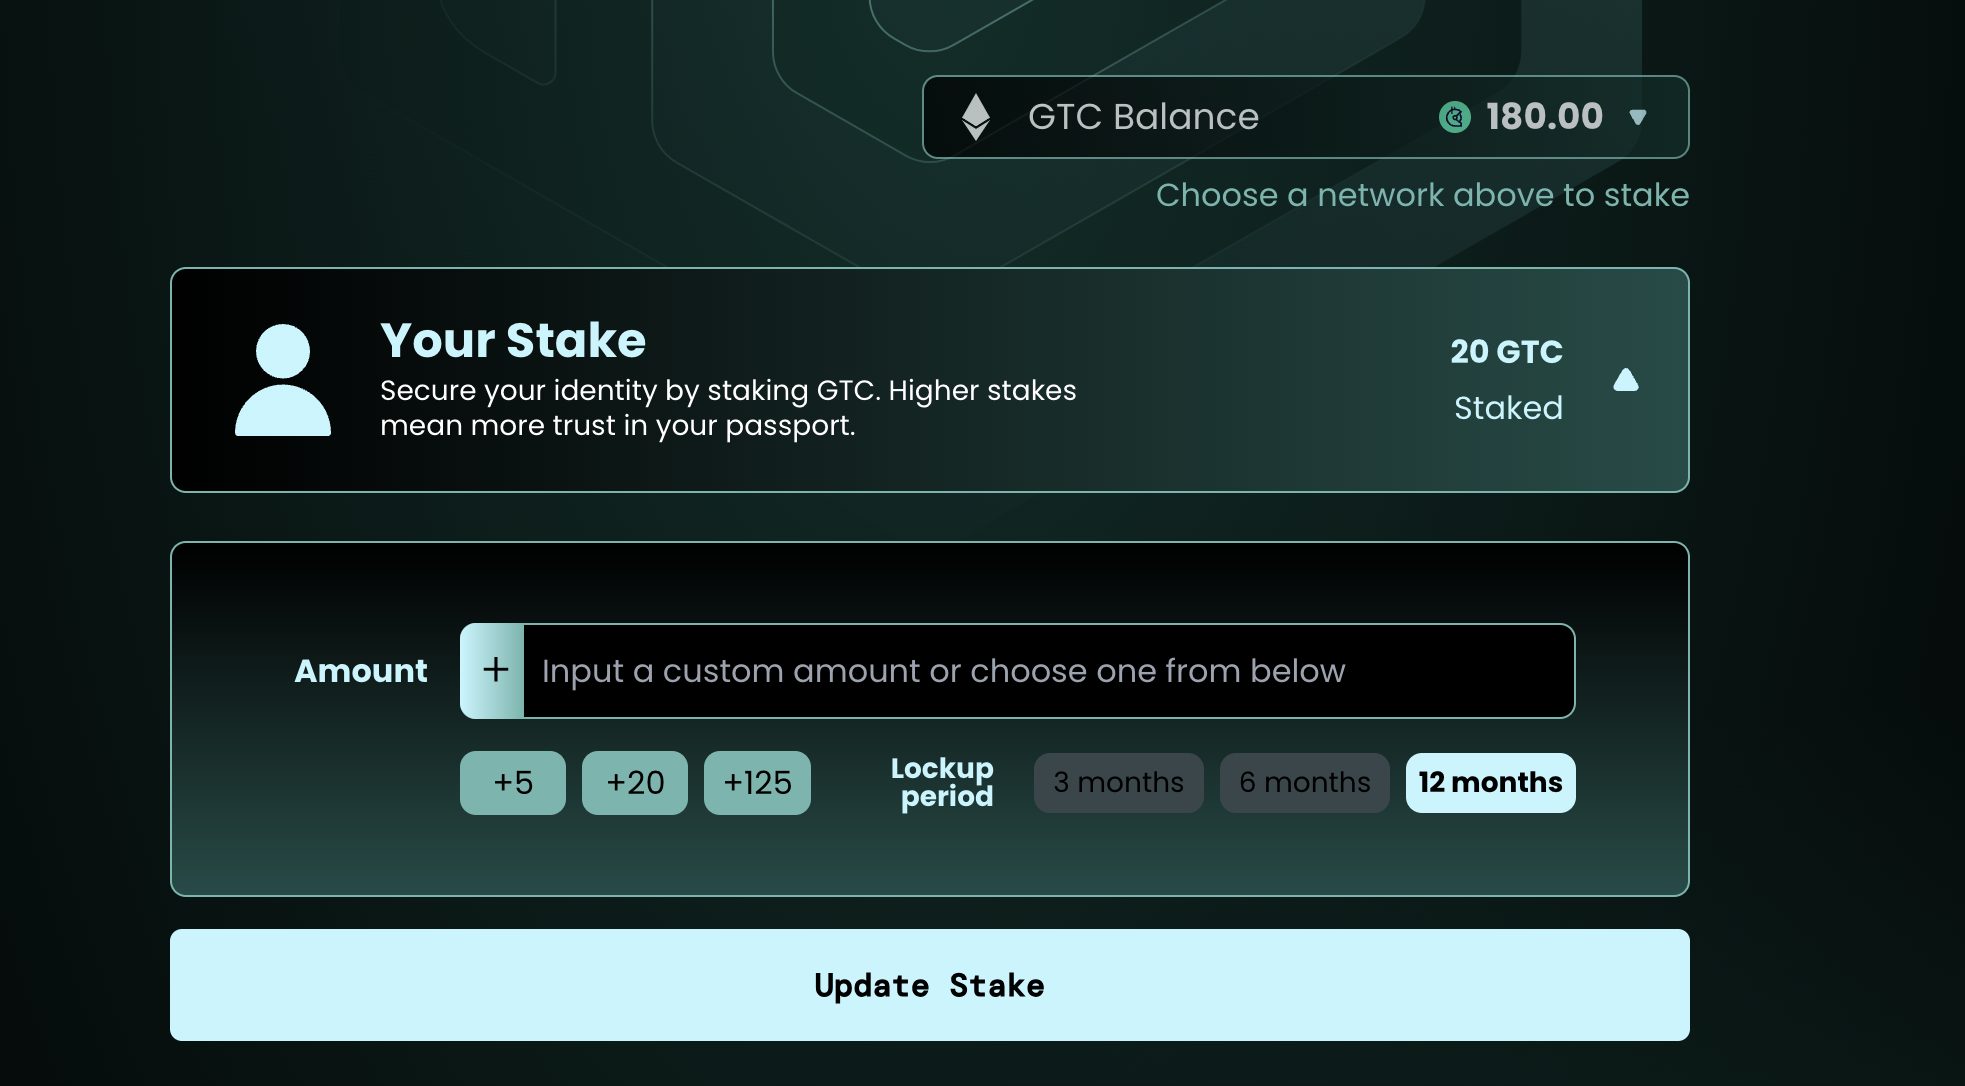 GTC Balance 180.00
Choose a network above to stake
Your Stake
Secure your identity by staking GTC. Higher stakes
mean more trust in your passport.
20 GTC
Staked
Amount + Input a custom amount or choose one from below
+5 +20 +125
Lockup
period
3 months 6 months 12 months
Update Stake